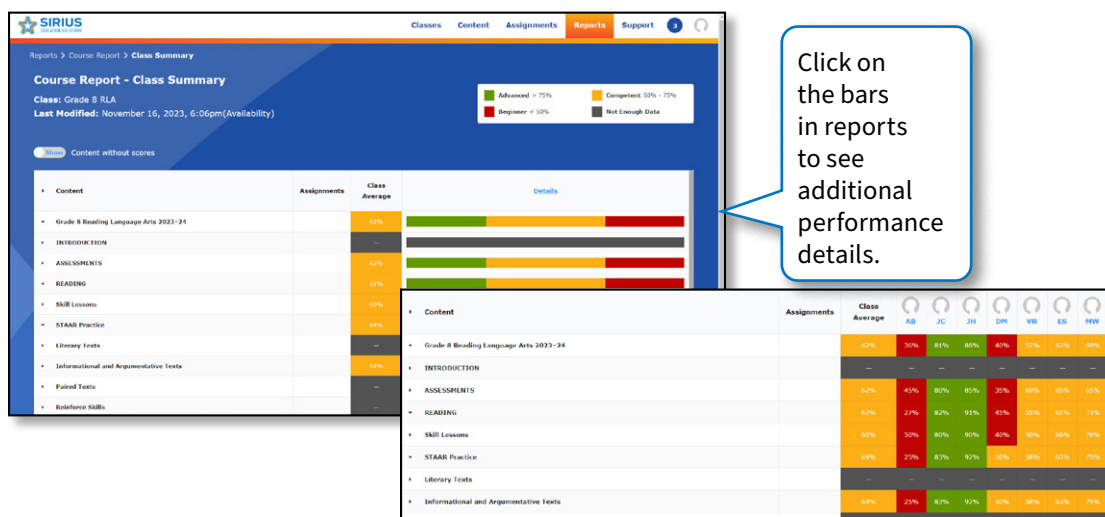 SIRIUS
EDUCATION SOLUTIONS
Classes Content Assignments Reports Support 3
Reports > Course Report > Class Summary
Course Report - Class Summary
Class: Grade 8 RLA
Last Modified: November 16, 2023, 6:06pm(Availability)
Advanced > 75% Competent 50% - 75%
Beginner < 50% Not Enough Data
Show Content without scores
Content Assignments Class Average Details
Grade 8 Reading Language Arts 2023-24 62%
INTRODUCTION --
ASSESSMENTS 62%
READING 62%
Skill Lessons 60%
STAAR Practice 64%
Literary Texts --
Informational and Argumentative Texts 64%
Paired Texts --
Reinforce Skills --
Click on
the bars
in reports
to see
additional
performance
details.
Content Assignments Class Average AB JC JH DM VR ES MW
Grade 8 Reading Language Arts 2023-24 62% 36% 81% 88% 40% 57% 63% 69%
INTRODUCTION -- -- -- -- -- -- -- --
ASSESSMENTS 62% 45% 80% 85% 35% 60% 65% 65%
READING 62% 27% 82% 91% 45% 55% 61% 73%
Skill Lessons 60% 30% 80% 90% 40% 50% 60% 70%
STAAR Practice 64% 25% 83% 92% 50% 58% 63% 75%
Literary Texts -- -- -- -- -- -- -- --
Informational and Argumentative Texts 64% 25% 83% 92% 50% 58% 63% 75%